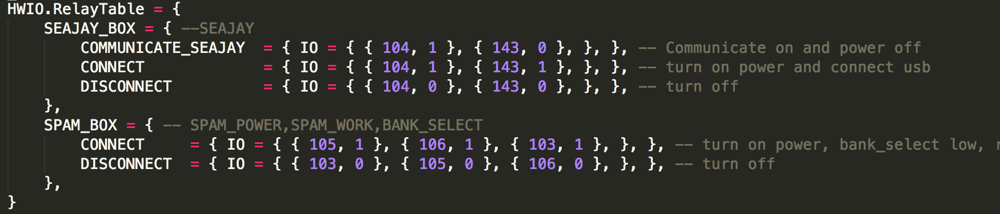 HWIO.RelayTable = {
SEAJAY_BOX = { --SEAJAY
COMMUNICATE_SEAJAY = { IO = { { 104, 1 }, { 143, 0 }, }, }, -- Communicate on and power off
CONNECT = { IO = { { 104, 1 }, { 143, 1 }, }, }, -- turn on power and connect usb
DISCONNECT = { IO = { { 104, 0 }, { 143, 0 }, }, }, -- turn off
},
SPAM_BOX = { -- SPAM_POWER,SPAM_WORK,BANK_SELECT
CONNECT = { IO = { { 105, 1 }, { 106, 1 }, { 103, 1 }, }, }, -- turn on power, bank_select low,
DISCONNECT = { IO = { { 103, 0 }, { 105, 0 }, { 106, 0 }, }, }, -- turn off
},
}